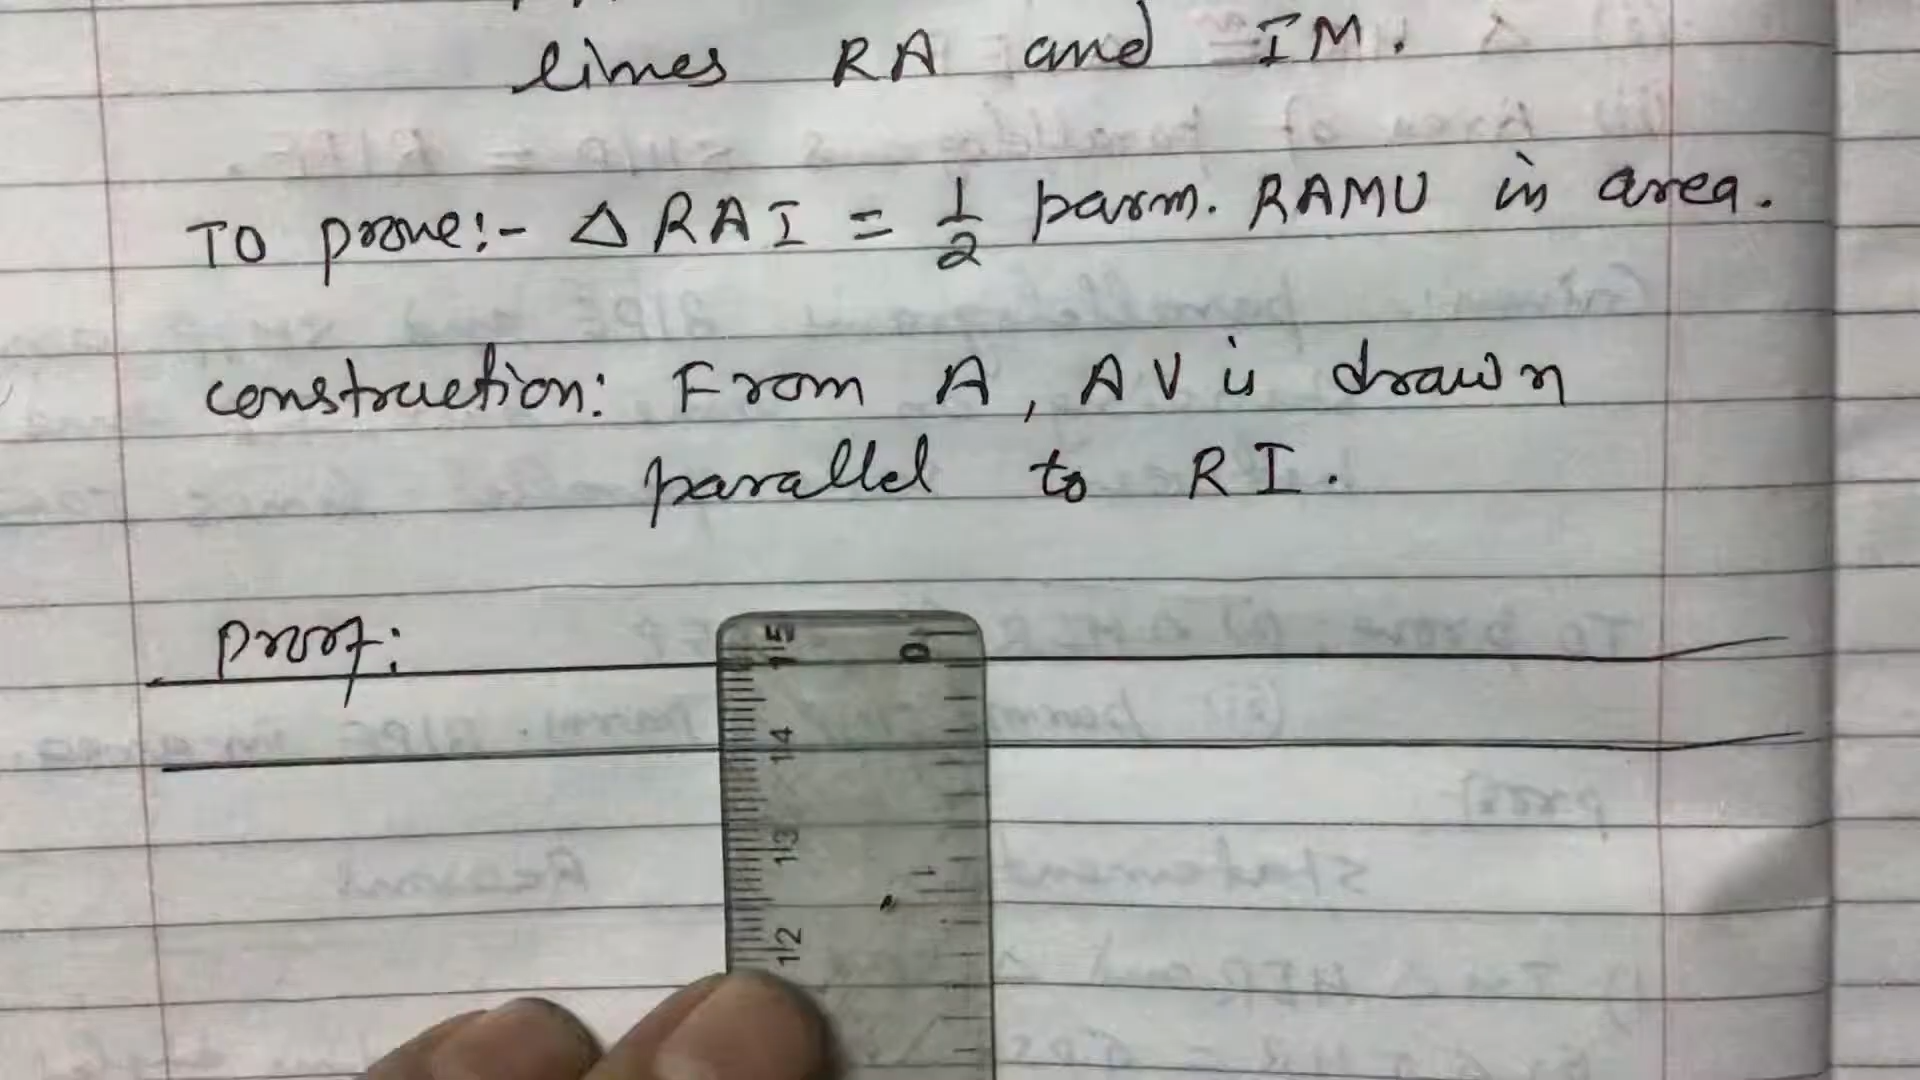 lines RA and IM.
TO prove:- △ RAI = 1/2 parm. RAMU in area.
construction: From A, AV is drawn
parallel to RI.
Proof:
15 0
14
13 1
12